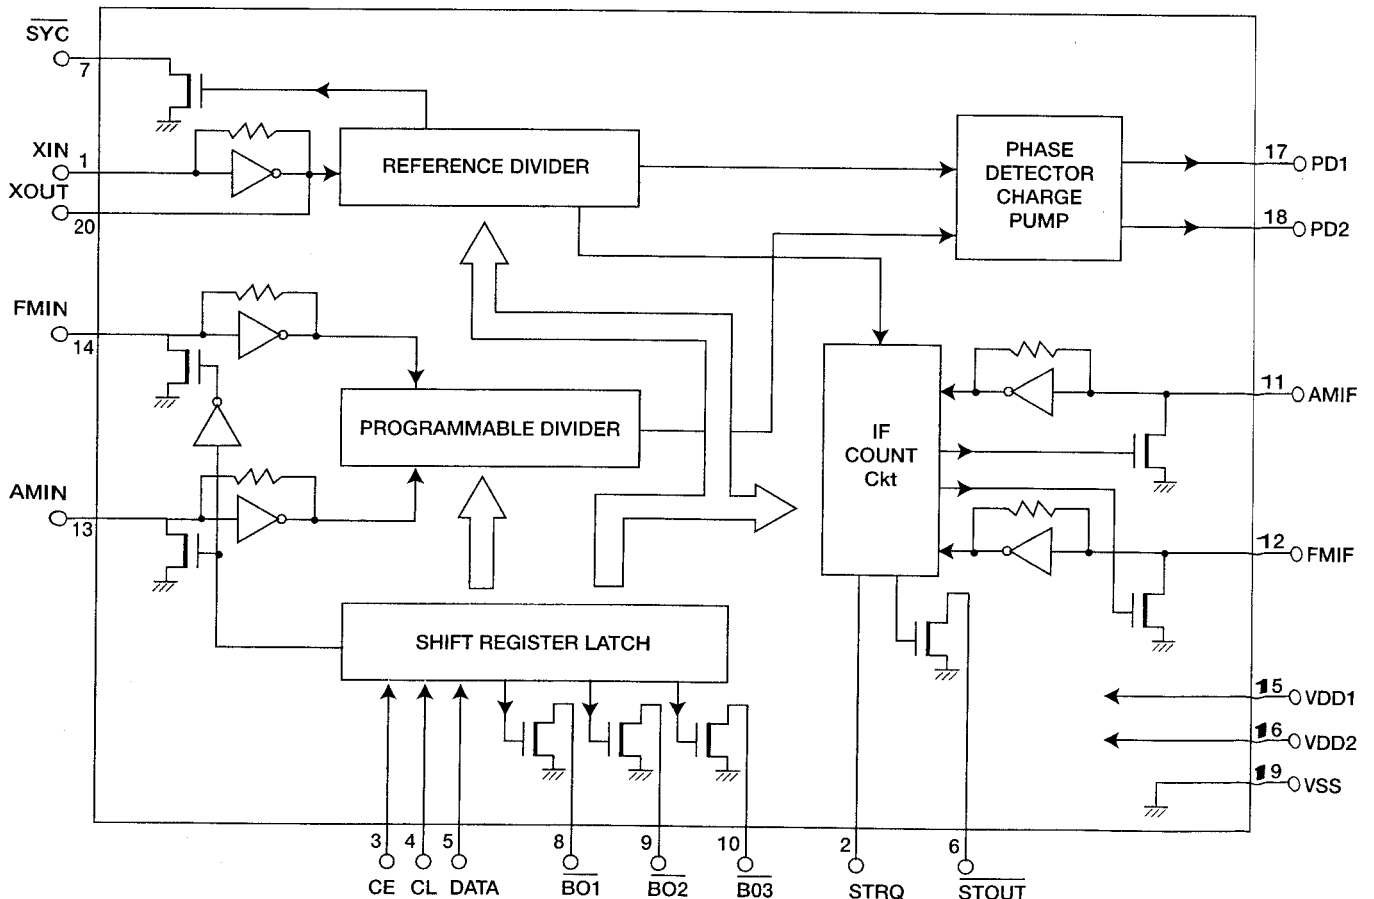 SYC
7
XIN
1
XOUT
20
REFERENCE DIVIDER
PHASE
DETECTOR
CHARGE
PUMP
17 PD1
18 PD2
FMIN
14
PROGRAMMABLE DIVIDER
IF
COUNT
Ckt
11 AMIF
AMIN
13
12 FMIF
SHIFT REGISTER LATCH
15 VDD1
16 VDD2
19 VSS
3 4 5 8 9 10 2 6
CE CL DATA BO1 BO2 B03 STRQ STOUT